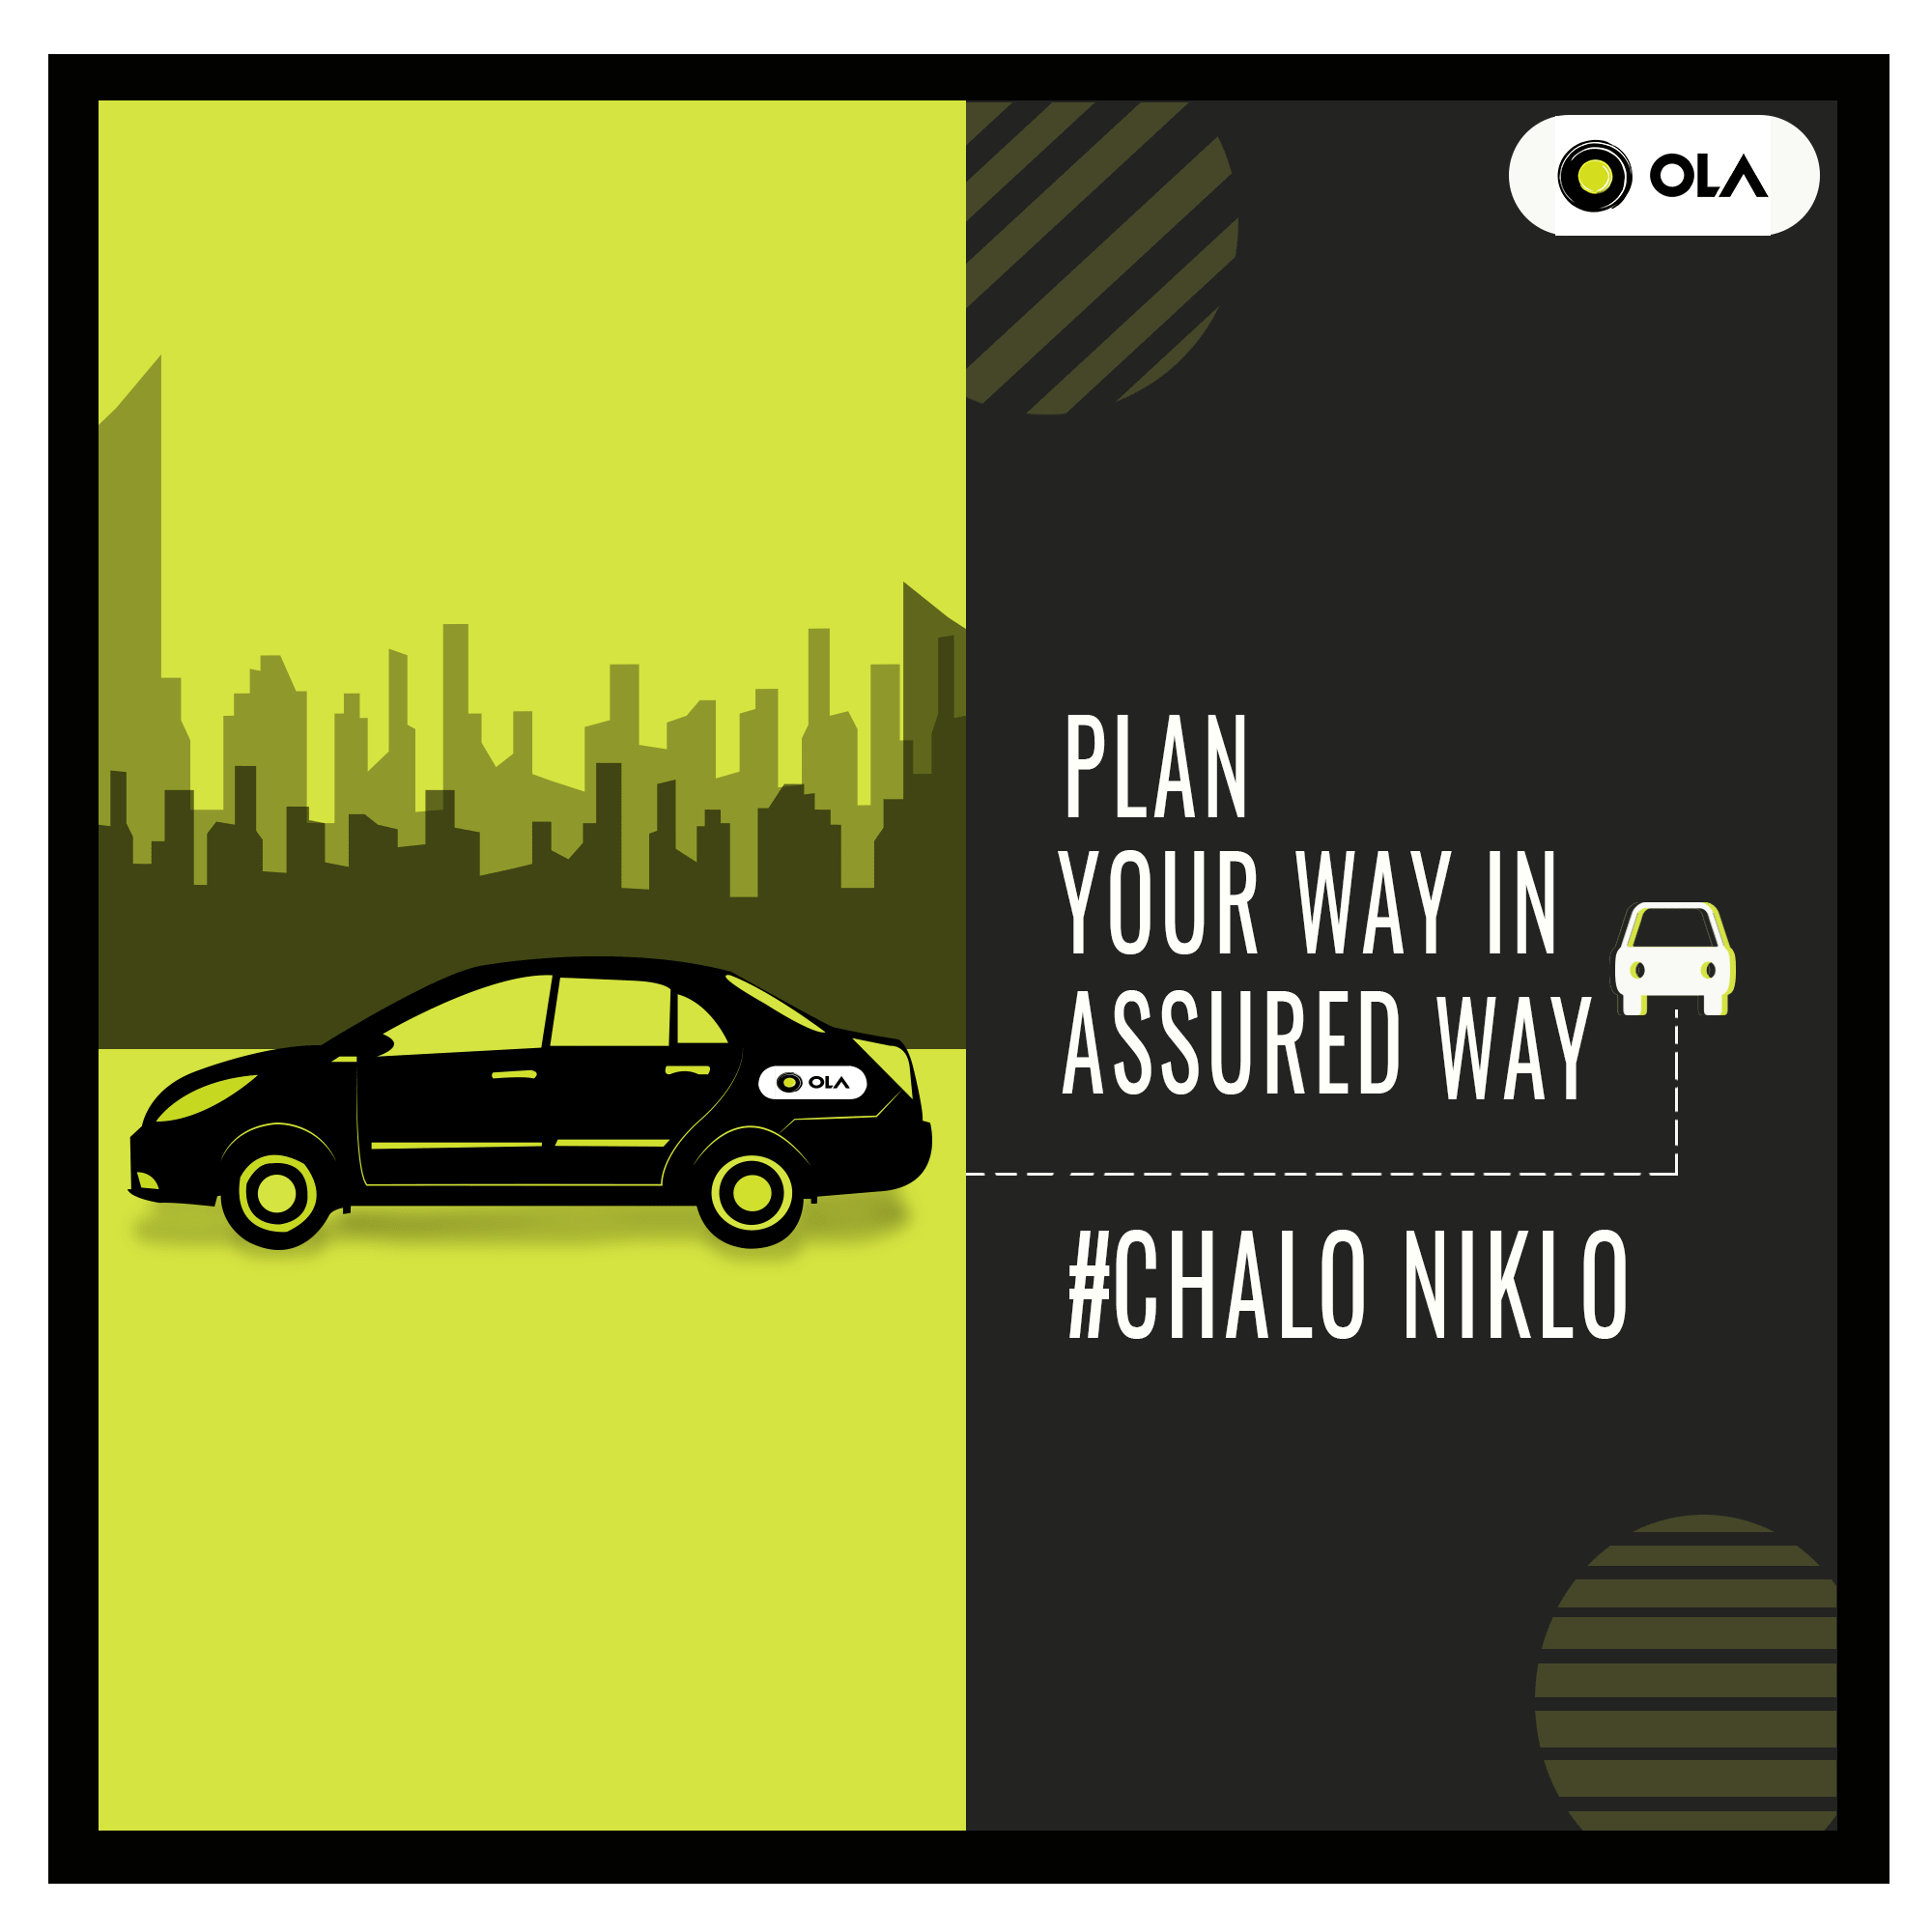 OLA
PLAN
YOUR WAY IN
ASSURED WAY
OLA
#CHALO NIKLO